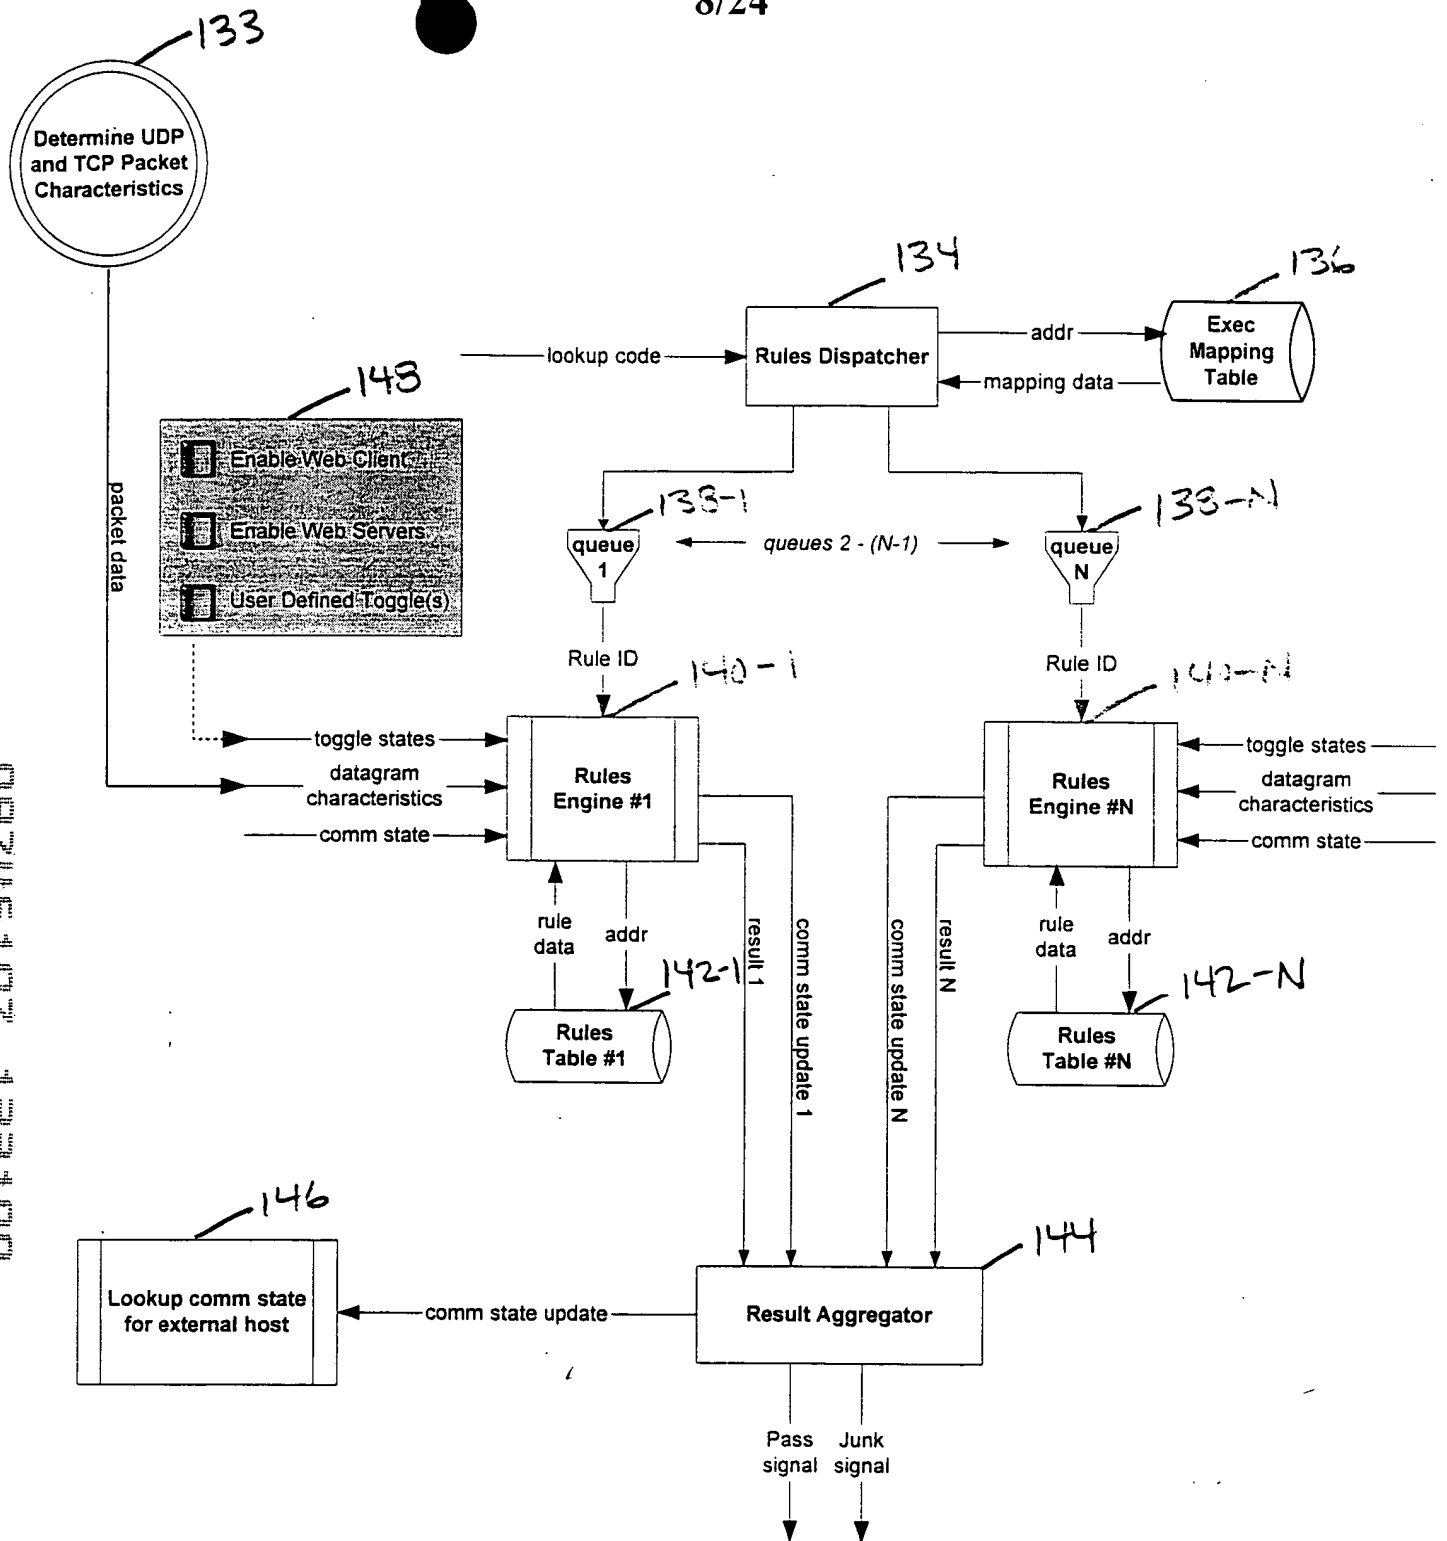 8/24
133
Determine UDP
and TCP Packet
Characteristics
134
136
lookup code
Rules Dispatcher
addr
mapping data
Exec
Mapping
Table
148
Enable Web Client
Enable Web Servers
User Defined Toggle(s)
packet data
138-1
138-N
queue
1
queues 2 - (N-1)
queue
N
Rule ID
Rule ID
140-1
140-N
toggle states
datagram
characteristics
comm state
Rules
Engine #1
Rules
Engine #N
toggle states
datagram
characteristics
comm state
rule
data
addr
result 1
comm state update 1
comm state update N
result N
rule
data
addr
142-1
142-N
Rules
Table #1
Rules
Table #N
146
144
Lookup comm state
for external host
comm state update
Result Aggregator
Pass
signal
Junk
signal